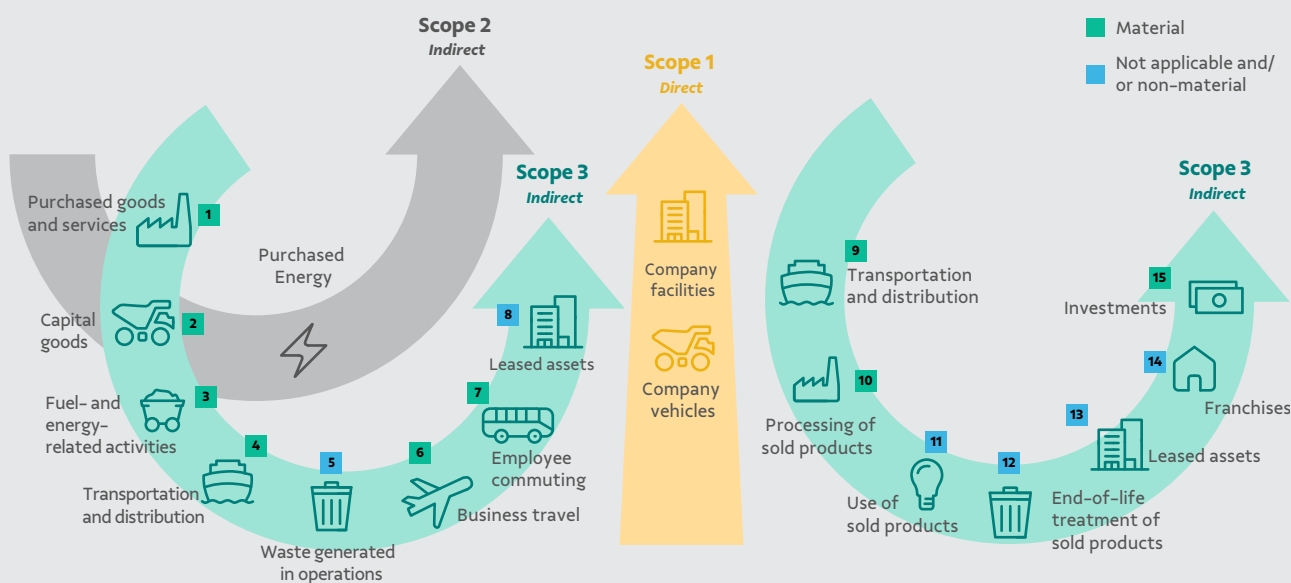 Scope 2
Indirect
Scope 1
Direct
Material
Not applicable and/
or non-material
Scope 3
Indirect
Purchased goods
and services
1
Purchased
Energy
Capital
goods
2
Fuel- and
energy-
related activities
3
Transportation
and distribution
4
Waste generated
in operations
5
Business travel
6
Employee
commuting
7
Leased assets
8
Company
facilities
Company
vehicles
Scope 3
Indirect
9
Transportation
and distribution
10
Processing of
sold products
11
Use of
sold products
12
End-of-life
treatment of
sold products
13
Leased assets
14
Franchises
15
Investments